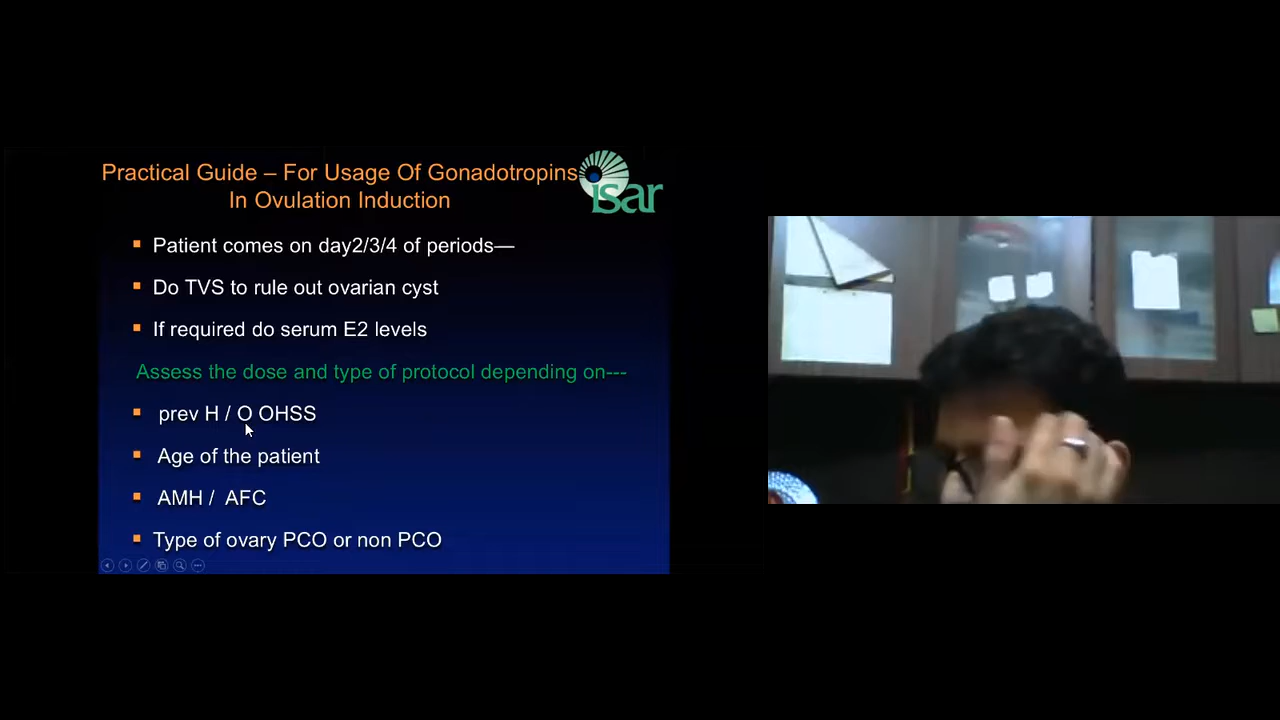 Practical Guide – For Usage Of Gonadotropins
In Ovulation Induction
isar
Patient comes on day2/3/4 of periods—
Do TVS to rule out ovarian cyst
If required do serum E2 levels
Assess the dose and type of protocol depending on---
prev H / O OHSS
Age of the patient
AMH / AFC
Type of ovary PCO or non PCO